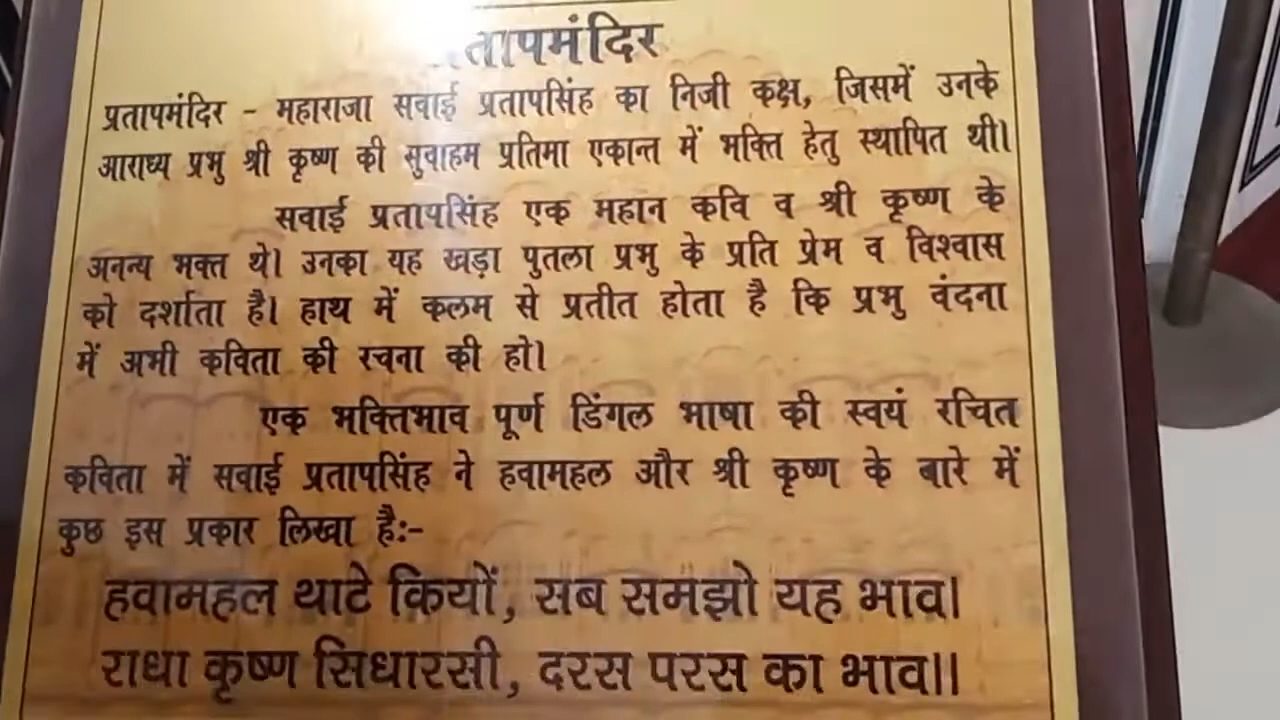 तापमंदिर
प्रतापमंदिर - महाराजा सवाई प्रतापसिंह का निजी कक्ष, जिसमें उनके
आराध्य प्रभु श्री कृष्ण की सुवाहम प्रतिमा एकान्त में भक्ति हेतु स्थापित थी।
सवाई प्रतापसिंह एक महान कवि व श्री कृष्ण के
अनन्य भक्त थे। उनका यह खड़ा पुतला प्रभु के प्रति प्रेम व विश्वास
को दर्शाता है। हाथ में कलम से प्रतीत होता है कि प्रभु वंदना
में अभी कविता की रचना की हो।
एक भक्तिभाव पूर्ण डिंगल भाषा की स्वयं रचित
कविता में सवाई प्रतापसिंह ने हवामहल और श्री कृष्ण के बारे में
कुछ इस प्रकार लिखा है:-
हवामहल थाटे कियों, सब समझो यह भाव।
राधा कृष्ण सिधारसी, दरस परस का भाव।।